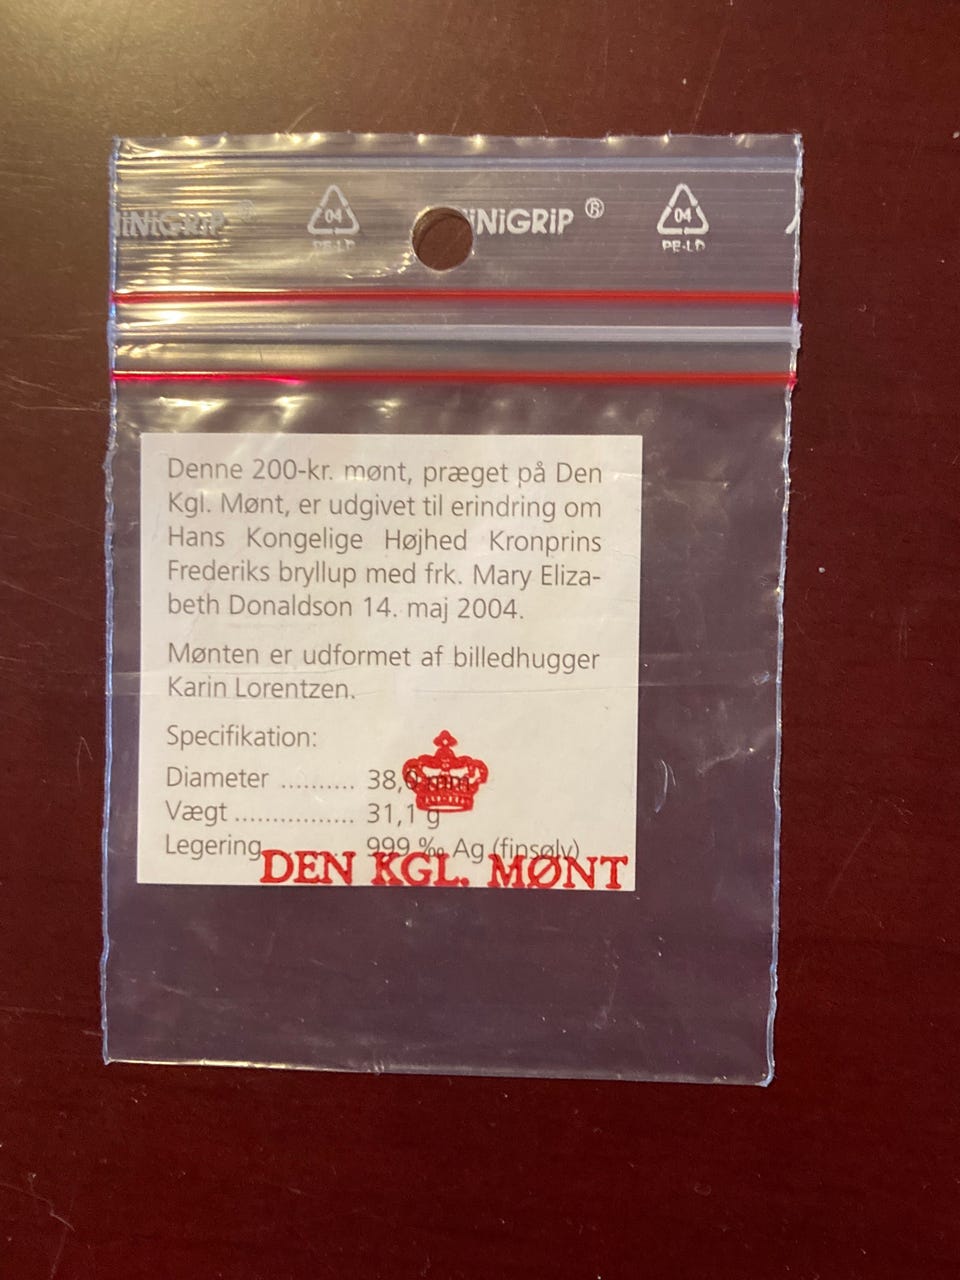 MiNiGRiP ®
04
PE-LD
MiNiGRiP ®
04
PE-LD
Denne 200-kr. mønt, præget på Den
Kgl. Mønt, er udgivet til erindring om
Hans Kongelige Højhed Kronprins
Frederiks bryllup med frk. Mary Eliza-
beth Donaldson 14. maj 2004.
Mønten er udformet af billedhugger
Karin Lorentzen.
Specifikation:
Diameter .......... 38,0 mm
Vægt ................ 31,1 g
Legering 999 ‰ Ag (finsølv)
DEN KGL. MØNT